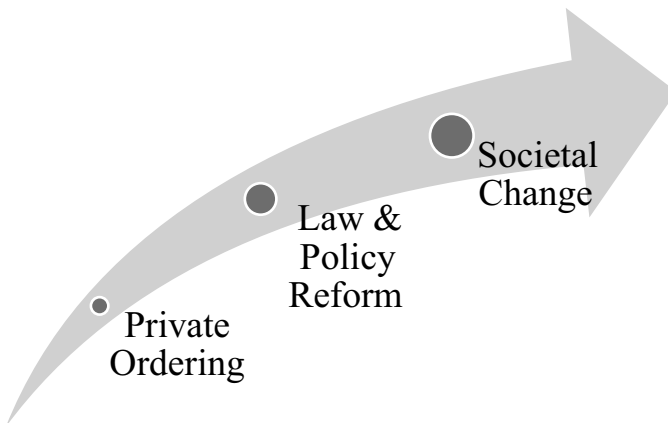 Private
Ordering
Law &
Policy
Reform
Societal
Change